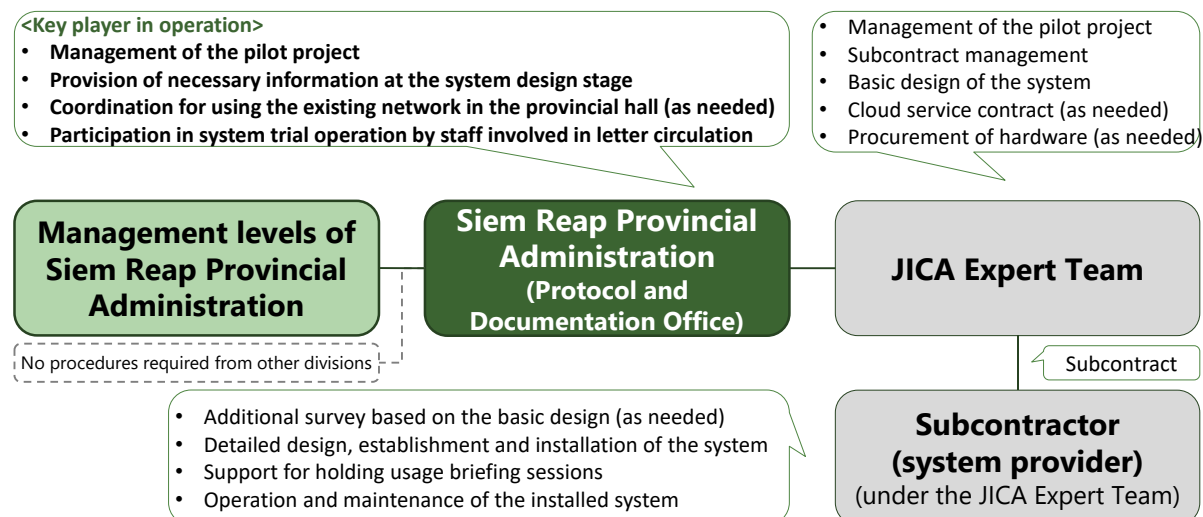 <Key player in operation>
• Management of the pilot project
• Provision of necessary information at the system design stage
• Coordination for using the existing network in the provincial hall (as needed)
• Participation in system trial operation by staff involved in letter circulation
• Management of the pilot project
• Subcontract management
• Basic design of the system
• Cloud service contract (as needed)
• Procurement of hardware (as needed)
Management levels of
Siem Reap Provincial
Administration
Siem Reap Provincial
Administration
(Protocol and
Documentation Office)
JICA Expert Team
No procedures required from other divisions
Subcontract
• Additional survey based on the basic design (as needed)
• Detailed design, establishment and installation of the system
• Support for holding usage briefing sessions
• Operation and maintenance of the installed system
Subcontractor
(system provider)
(under the JICA Expert Team)